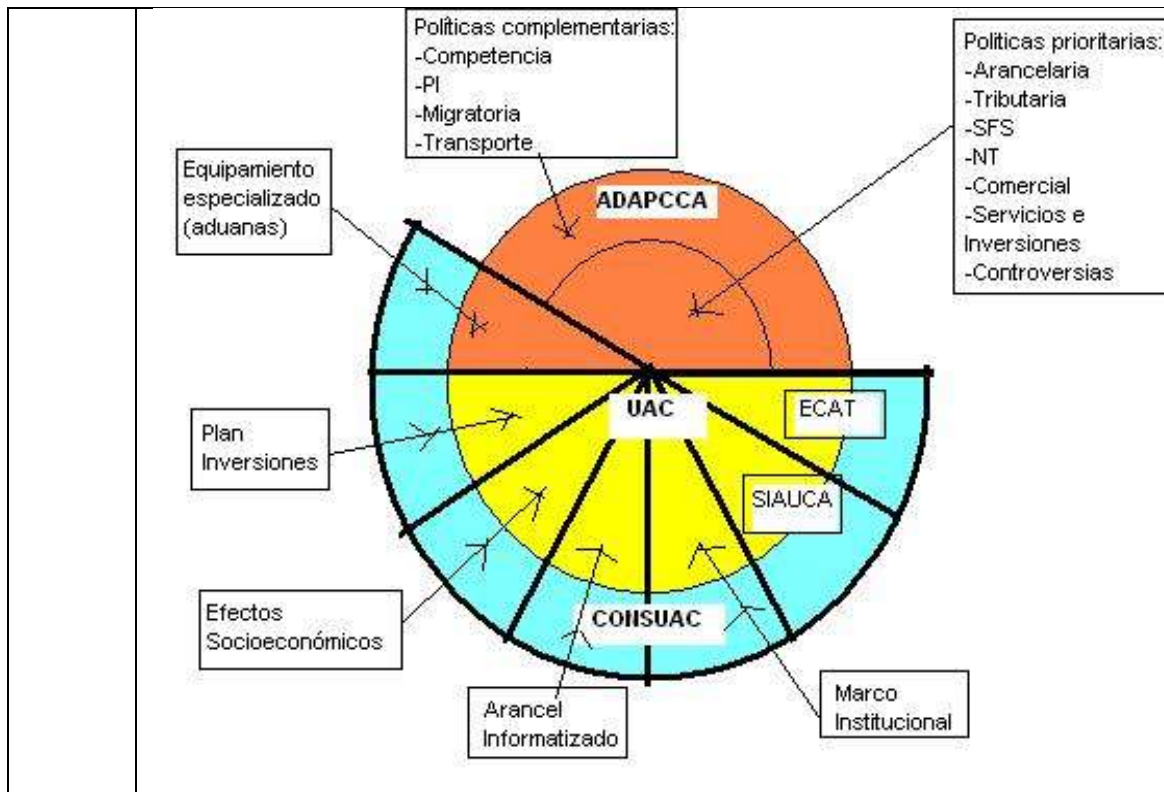 Políticas complementarias:
-Competencia
-PI
-Migratoria
-Transporte
Políticas prioritarias:
-Arancelaria
-Tributaria
-SFS
-NT
-Comercial
-Servicios e
Inversiones
-Controversias
Equipamiento
especializado
(aduanas)
ADAPCCA
UAC
ECAT
Plan
Inversiones
SIAUCA
Efectos
Socioeconómicos
CONSUAC
Arancel
Informatizado
Marco
Institucional